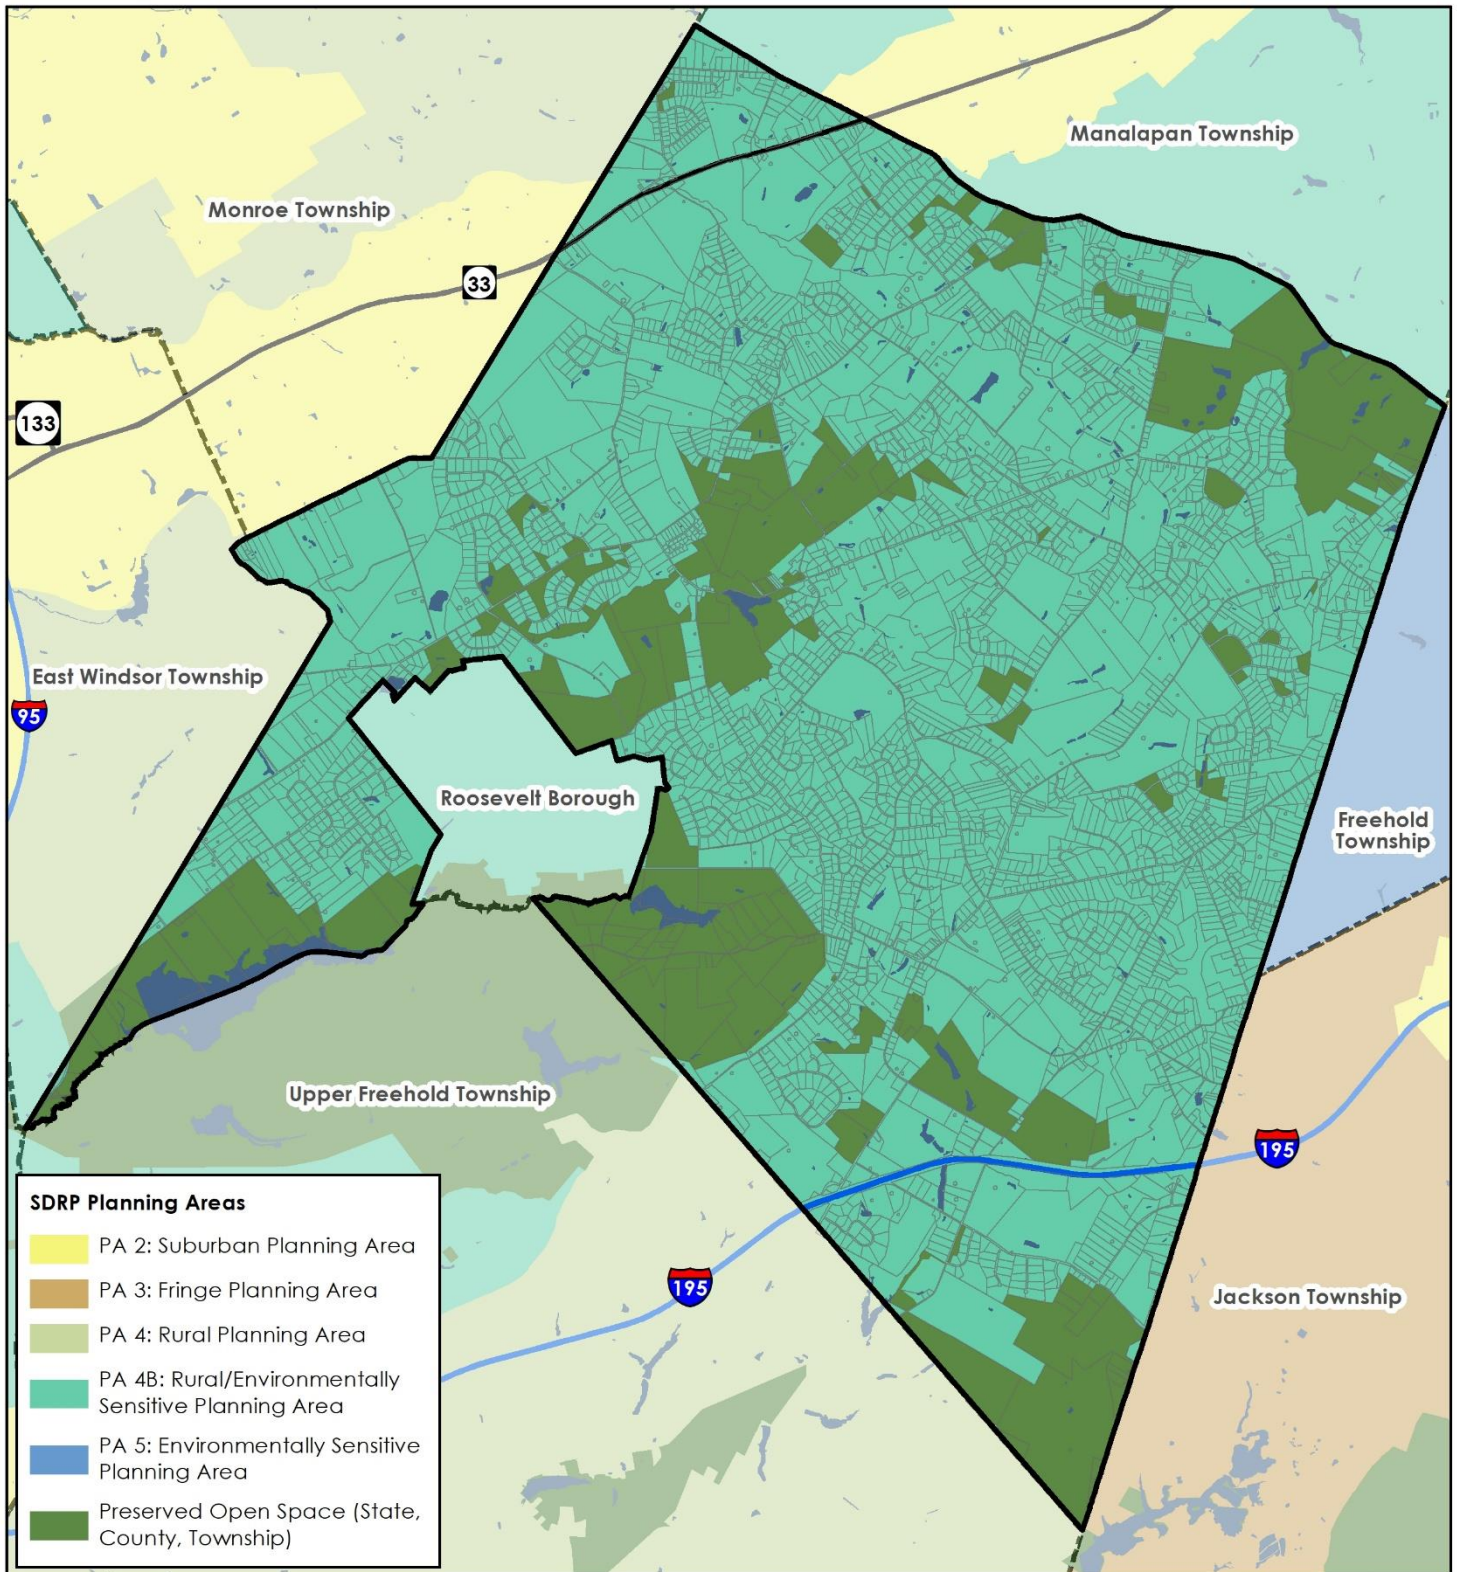 Manalapan Township
Monroe Township
33
133
East Windsor Township
95
Roosevelt Borough
Freehold
Township
Upper Freehold Township
195
195
Jackson Township
SDRP Planning Areas
PA 2: Suburban Planning Area
PA 3: Fringe Planning Area
PA 4: Rural Planning Area
PA 4B: Rural/Environmentally
Sensitive Planning Area
PA 5: Environmentally Sensitive
Planning Area
Preserved Open Space (State,
County, Township)